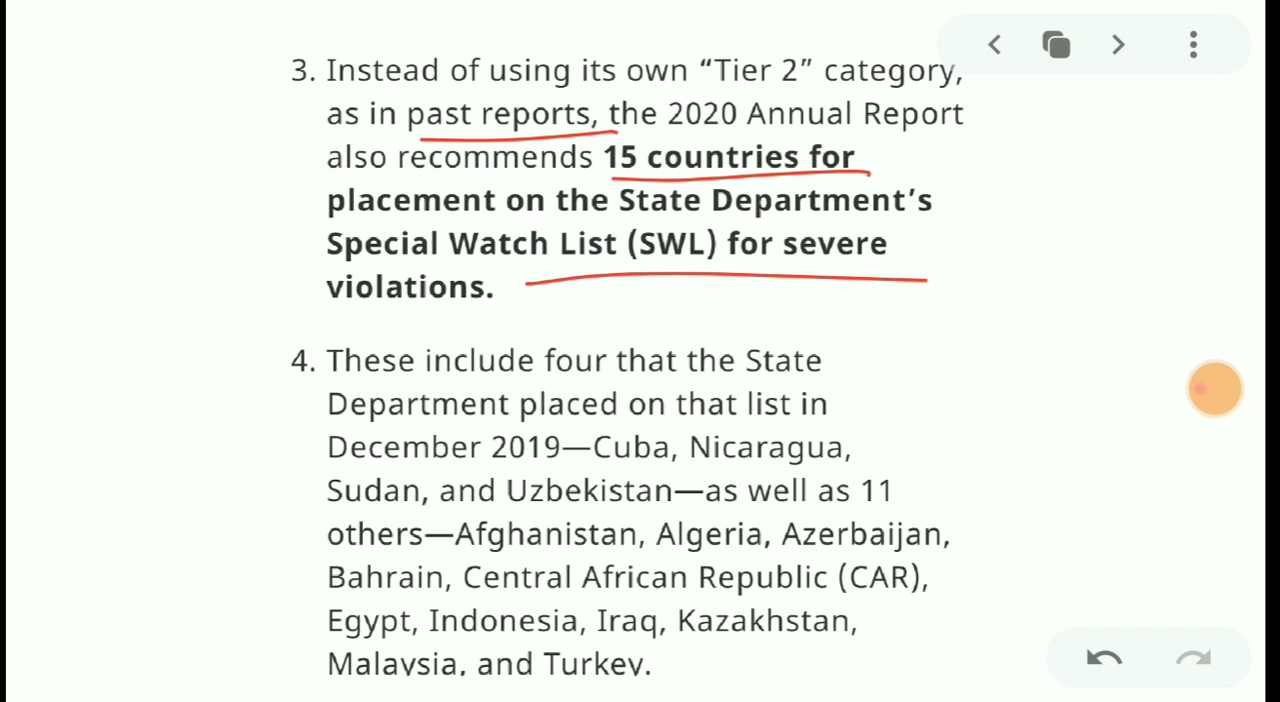 3. Instead of using its own “Tier 2” category,
as in past reports, the 2020 Annual Report
also recommends 15 countries for
placement on the State Department’s
Special Watch List (SWL) for severe
violations.
4. These include four that the State
Department placed on that list in
December 2019—Cuba, Nicaragua,
Sudan, and Uzbekistan—as well as 11
others—Afghanistan, Algeria, Azerbaijan,
Bahrain, Central African Republic (CAR),
Egypt, Indonesia, Iraq, Kazakhstan,
Malaysia, and Turkey.